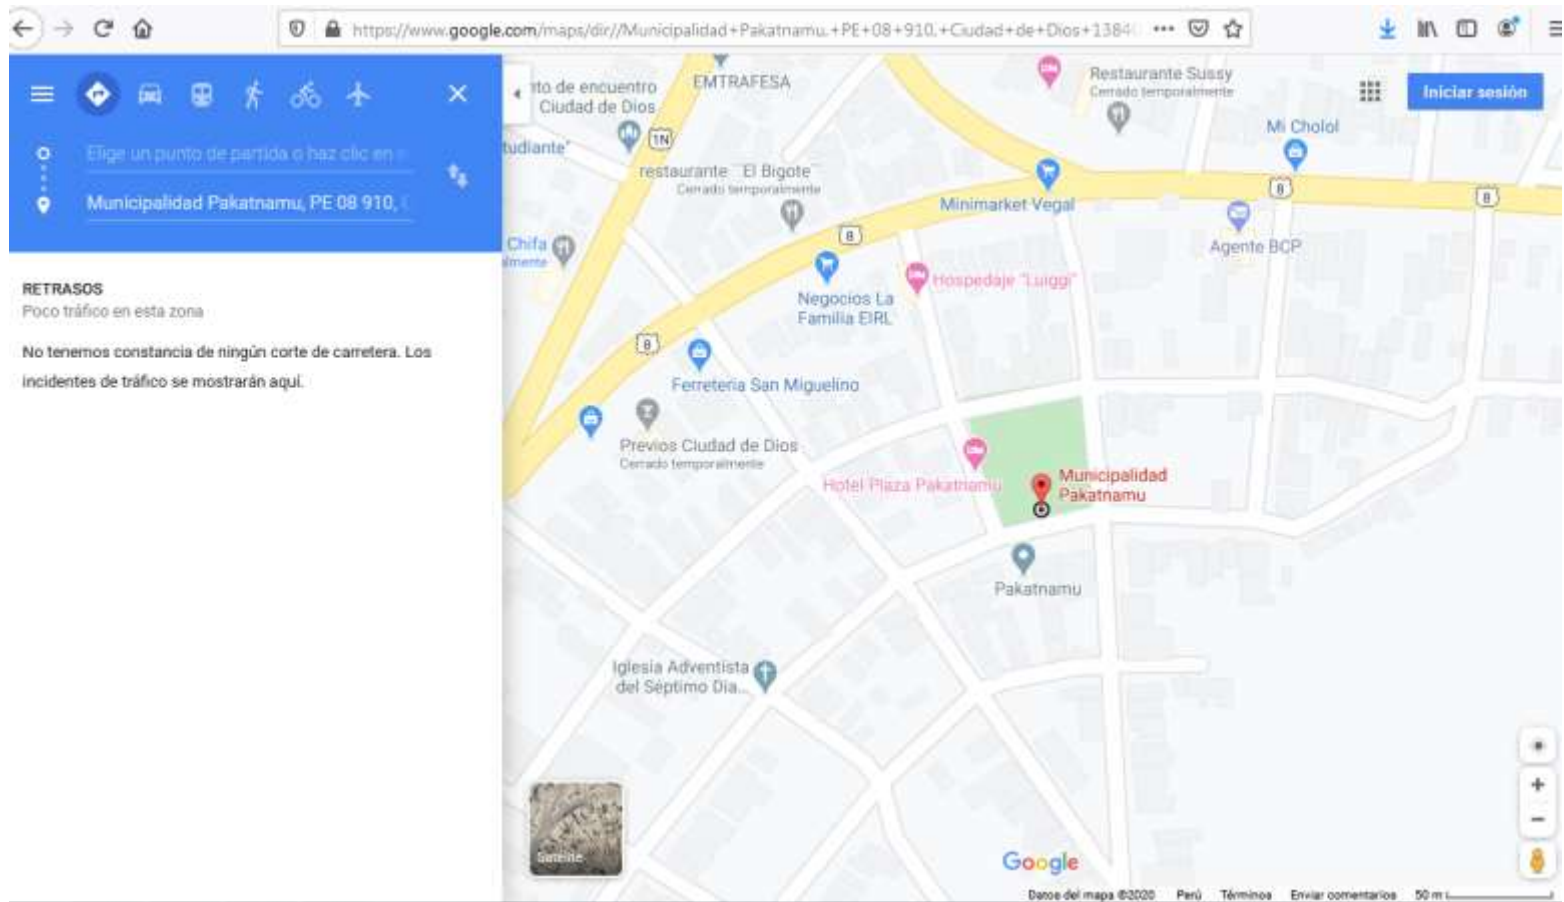 https://www.google.com/maps/dir//Municipalidad+Pakatnamu,+PE+08+910,+Ciudad+de+Dios+1384
Elige un punto de partida o haz clic en
Municipalidad Pakatnamu, PE 08 910,
RETRASOS
Poco tráfico en esta zona
No tenemos constancia de ningún corte de carretera. Los
incidentes de tráfico se mostrarán aquí.
Iniciar sesión
nto de encuentro
Ciudad de Dios
EMTRAFESA
Restaurante Sussy
Cerrado temporalmente
Mi Cholol
tudiante"
1N
restaurante ¨El Bigote¨
Cerrado temporalmente
Minimarket Vegal
8
8
Agente BCP
8
Chifa
lmente
Negocios La
Familia EIRL
Hospedaje "Luiggi"
8
Ferreteria San Miguelino
Previos Ciudad de Dios
Cerrado temporalmente
Hotel Plaza Pakatnamu
Municipalidad
Pakatnamu
Pakatnamu
Iglesia Adventista
del Séptimo Día...
Satélite
Google
Datos del mapa ©2020 Perú Términos Enviar comentarios 50 m